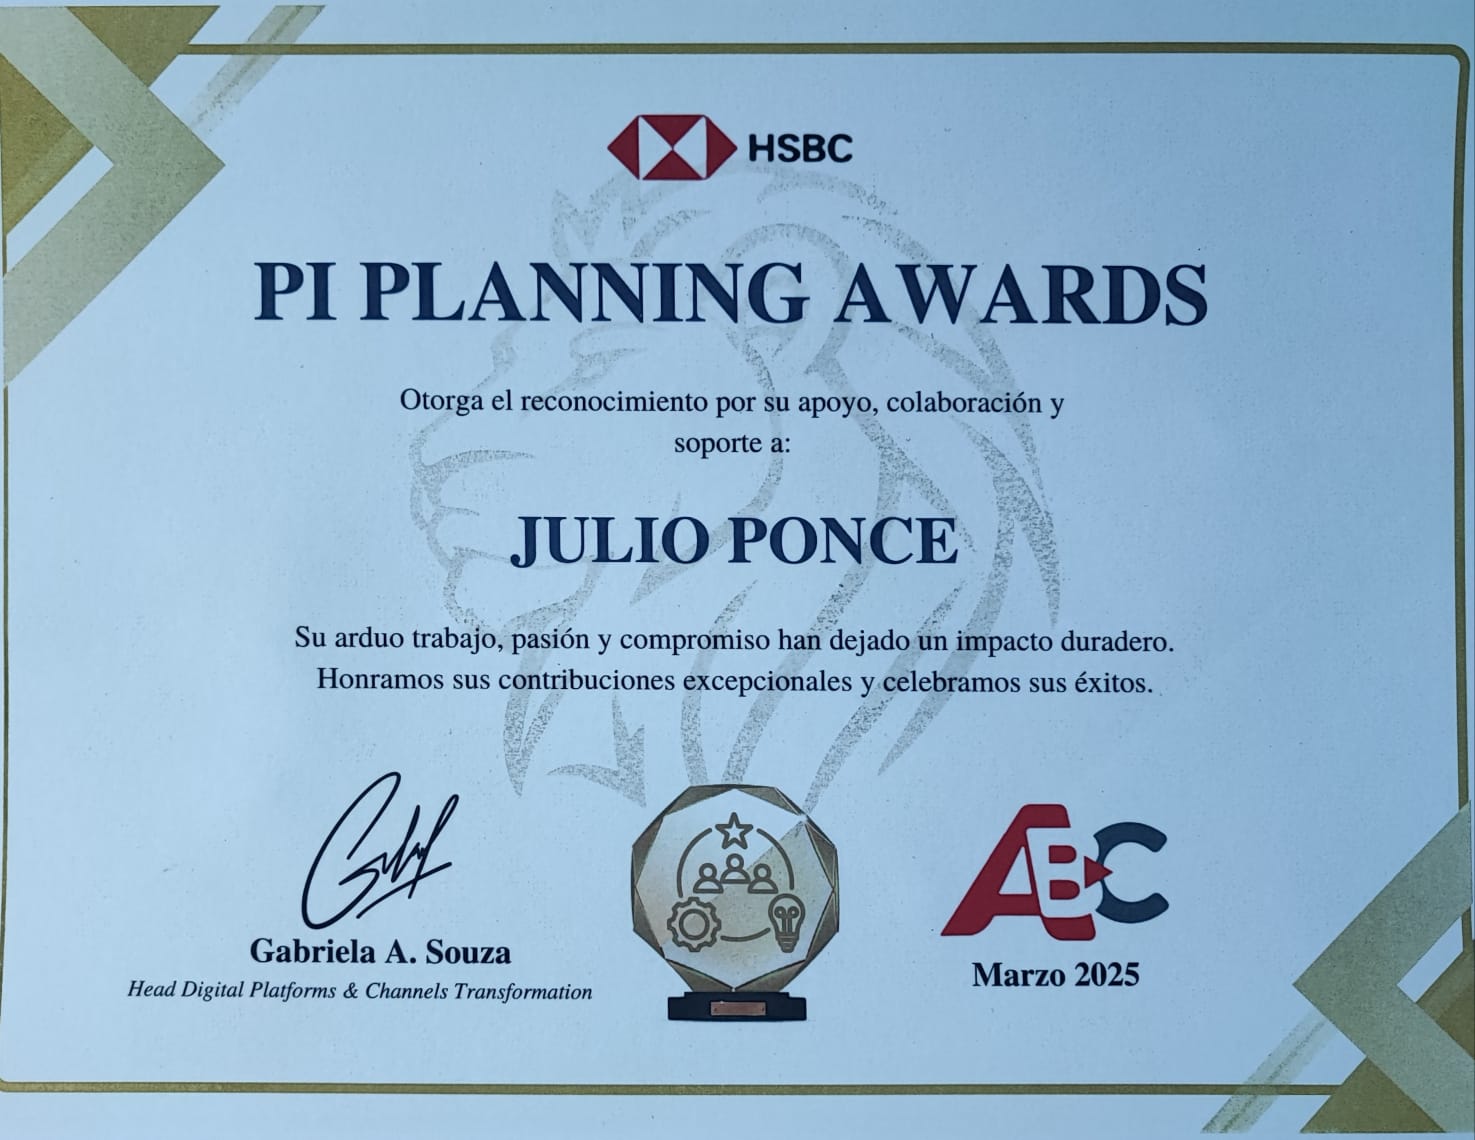 HSBC
PI PLANNING AWARDS
Otorga el reconocimiento por su apoyo, colaboración y
soporte a:
JULIO PONCE
Su arduo trabajo, pasión y compromiso han dejado un impacto duradero.
Honramos sus contribuciones excepcionales y celebramos sus éxitos.
Gabriela A. Souza
Head Digital Platforms & Channels Transformation
ABC
Marzo 2025